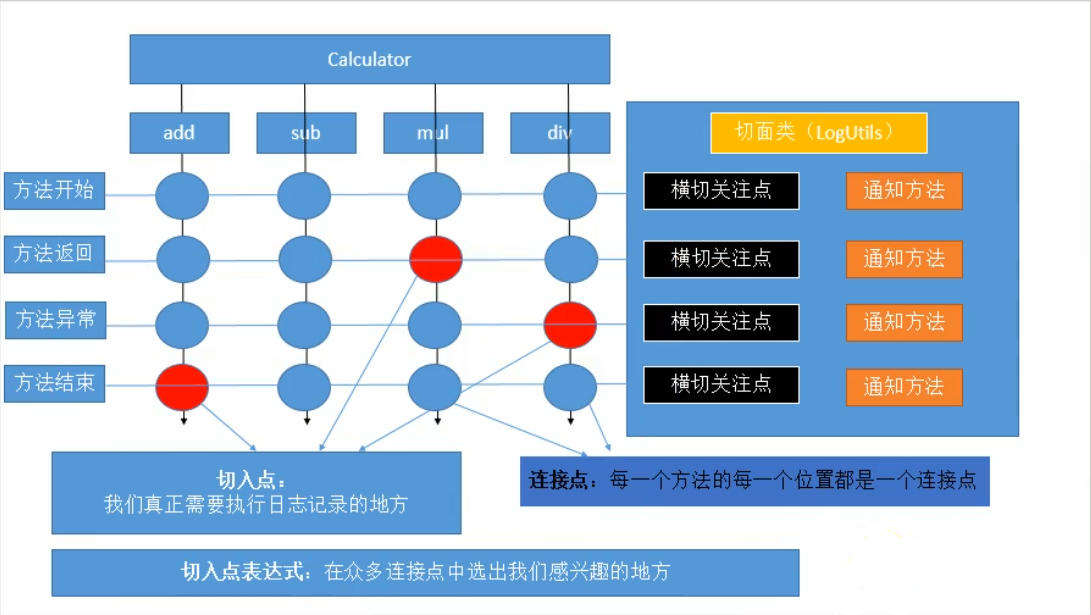 Calculator
add
sub
mul
div
切面类（LogUtils）
方法开始
横切关注点
通知方法
方法返回
横切关注点
通知方法
方法异常
横切关注点
通知方法
方法结束
横切关注点
通知方法
切入点：
我们真正需要执行日志记录的地方
连接点：每一个方法的每一个位置都是一个连接点
切入点表达式：在众多连接点中选出我们感兴趣的地方